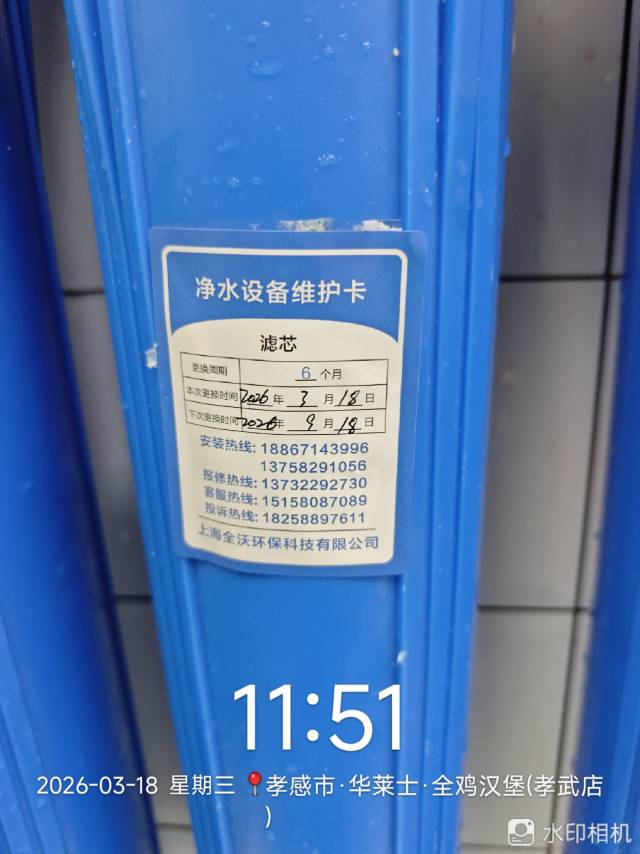 净水设备维护卡
滤芯
更换周期 6 个月
本次更换时间 2026 年 3 月 18 日
下次更换时间 2026 年 9 月 18 日
安装热线: 18867143996
13758291056
报修热线: 13732292730
客服热线: 15158087089
投诉热线: 18258897611
上海全沃环保科技有限公司
11:51
2026-03-18 星期三 孝感市·华莱士·全鸡汉堡(孝武店
)
水印相机